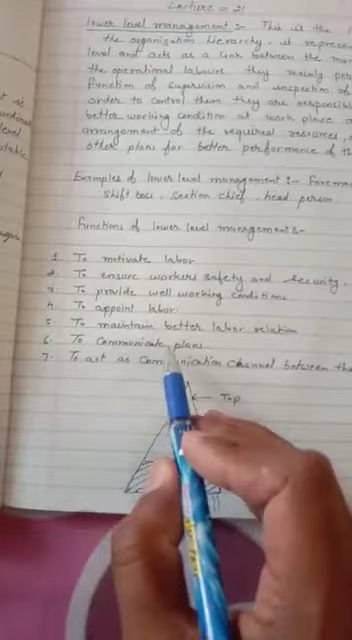 Lecture = 21
Lower level management :- This is the
the organisation hierarchy. it represe
level and acts as a link between the
the operational labours they mainly per
function of supervision and inspection of
order to control them they are responsible
better working condition at work place
arrangement of the required resources,
other plans for better performance of th
Examples of lower level management :- Forema
Shift boss, section chief, head person
Functions of lower level management :-
1 To motivate labor
2. To ensure workers safety and security.
3. To provide well working conditions
4. To appoint labor
5 To maintain better labor relation
6. To communicate plans
7. To act as communication channel between the
← Top